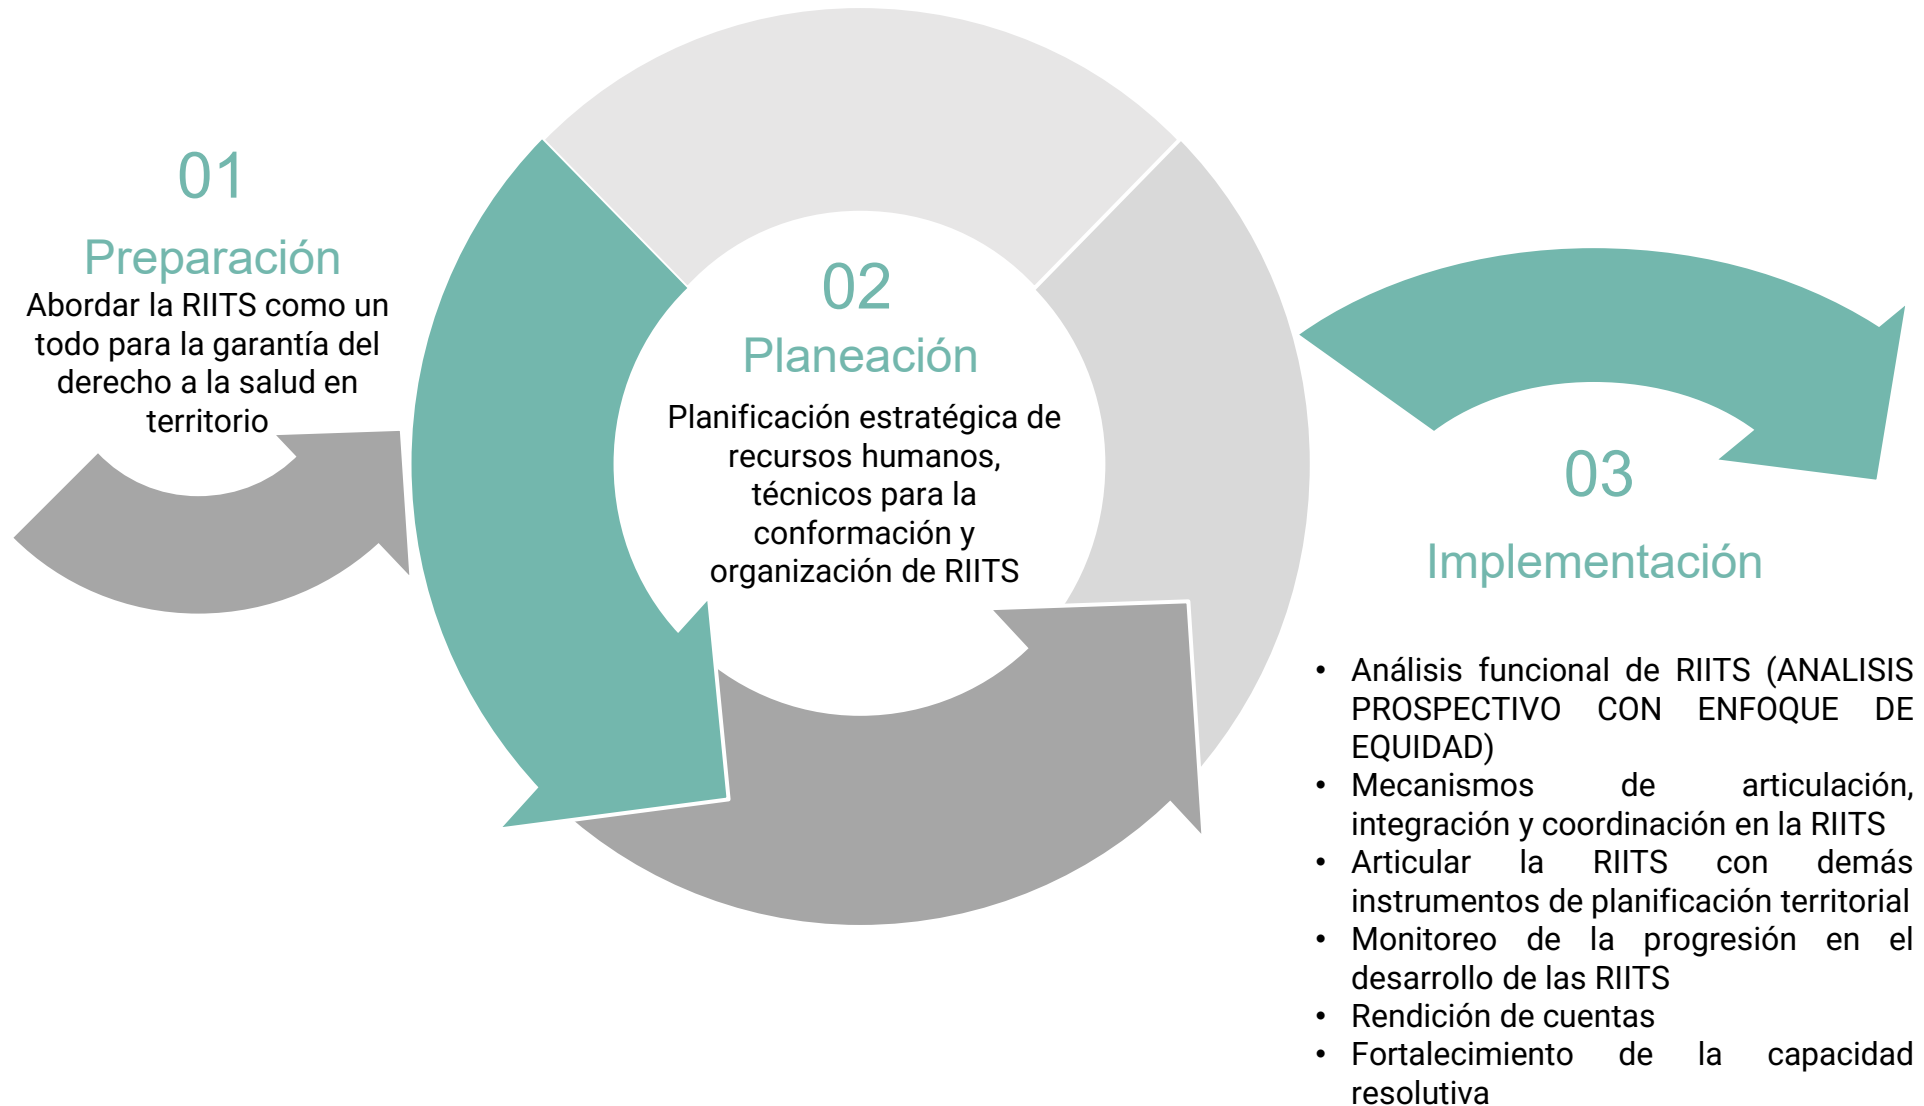 01
Preparación
Abordar la RIITS como un
todo para la garantía del
derecho a la salud en
territorio
02
Planeación
Planificación estratégica de
recursos humanos,
técnicos para la
conformación y
organización de RIITS
03
Implementación
• Análisis funcional de RIITS (ANALISIS
PROSPECTIVO CON ENFOQUE DE
EQUIDAD)
• Mecanismos de articulación,
integración y coordinación en la RIITS
• Articular la RIITS con demás
instrumentos de planificación territorial
• Monitoreo de la progresión en el
desarrollo de las RIITS
• Rendición de cuentas
• Fortalecimiento de la capacidad
resolutiva